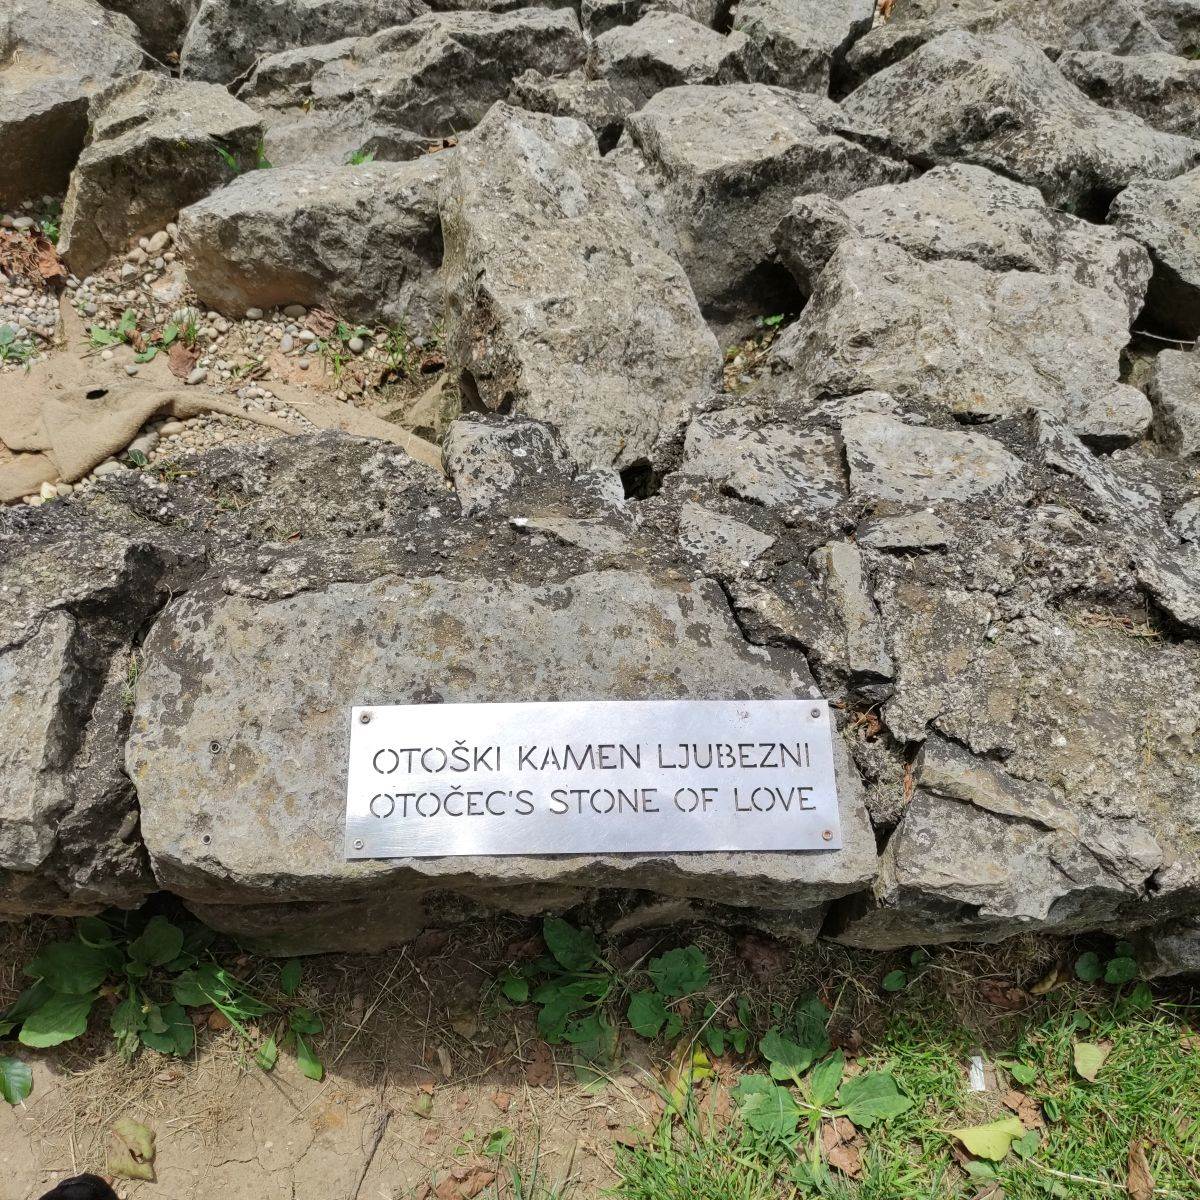 OTOŠKI KAMEN LJUBEZNI
OTOČEC'S STONE OF LOVE